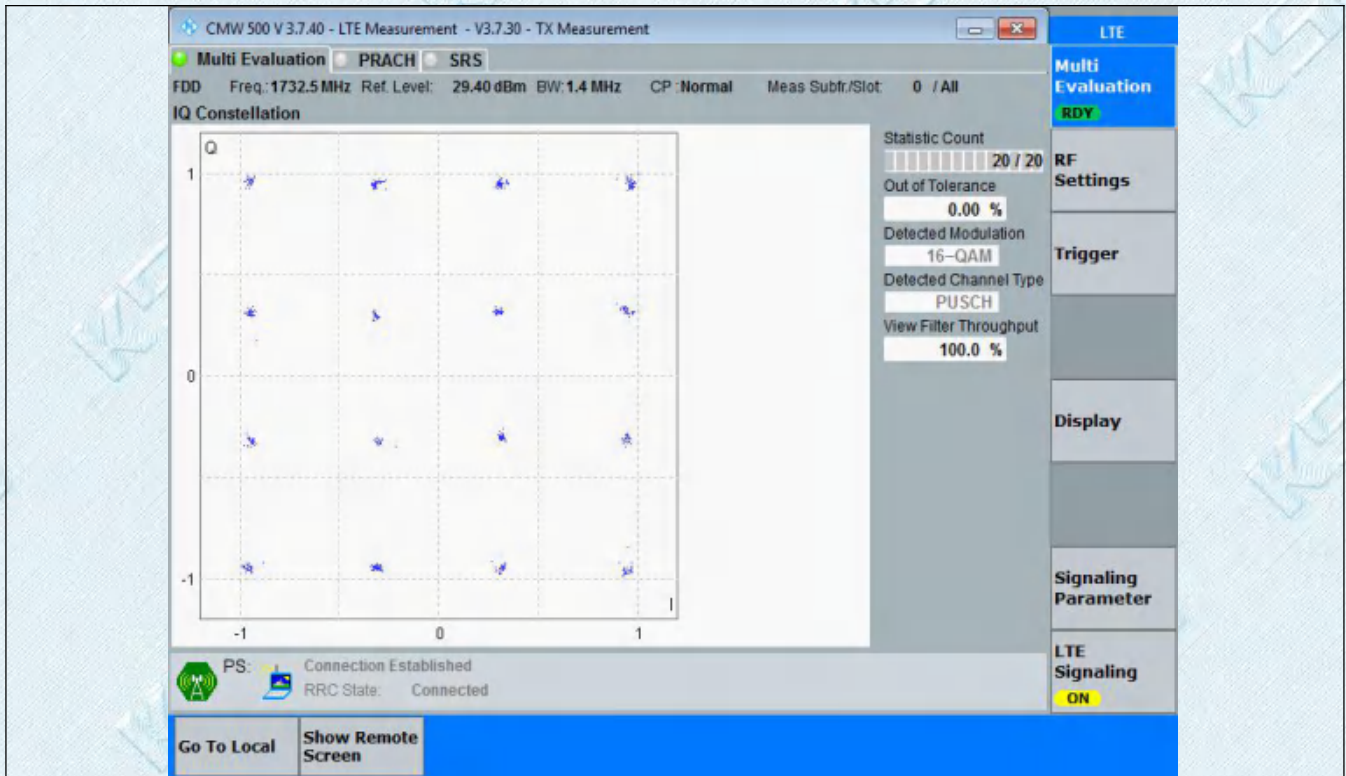 CMW 500 V 3.7.40 - LTE Measurement - V3.7.30 - TX Measurement
LTE
Multi Evaluation PRACH SRS
FDD Freq.:1732.5 MHz Ref. Level: 29.40 dBm BW:1.4 MHz CP :Normal Meas Subfr./Slot: 0 / All
IQ Constellation
Q
1
0
-1
I
-1 0 1
Statistic Count
20 / 20
Out of Tolerance
0.00 %
Detected Modulation
16-QAM
Detected Channel Type
PUSCH
View Filter Throughput
100.0 %
Multi
Evaluation
RDY
RF
Settings
Trigger
Display
Signaling
Parameter
LTE
Signaling
ON
PS: Connection Established
RRC State: Connected
Go To Local
Show Remote
Screen